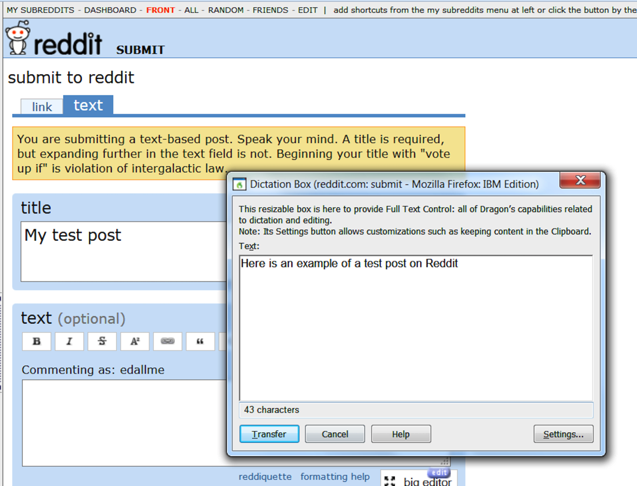 MY SUBREDDITS - DASHBOARD - FRONT - ALL - RANDOM - FRIENDS - EDIT | add shortcuts from the my subreddits menu at left or click the button by the
reddit SUBMIT
submit to reddit
link text
You are submitting a text-based post. Speak your mind. A title is required,
but expanding further in the text field is not. Beginning your title with "vote
up if" is violation of intergalactic law.
title
My test post
text (optional)
B I S A²
Commenting as: edallme
reddiquette formatting help
edit
big editor
Dictation Box (reddit.com: submit - Mozilla Firefox: IBM Edition)
This resizable box is here to provide Full Text Control: all of Dragon's capabilities related
to dictation and editing.
Note: Its Settings button allows customizations such as keeping content in the Clipboard.
Text:
Here is an example of a test post on Reddit
43 characters
Transfer Cancel Help Settings...